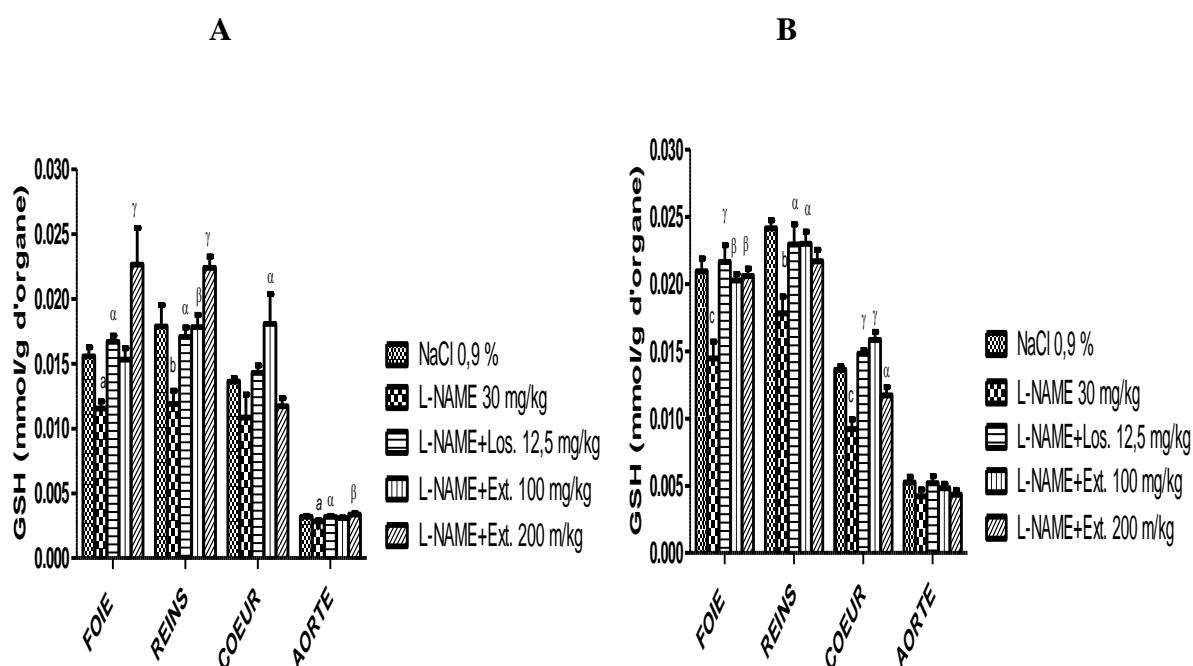 A
B
GSH (mmol/g d'organe)
0.030
0.025
0.020
0.015
0.010
0.005
0.000
a
α
γ
b
α
β
γ
α
a
α
β
FOIE
REINS
COEUR
AORTE
NaCl 0,9 %
L-NAME 30 mg/kg
L-NAME+Los. 12,5 mg/kg
L-NAME+Ext. 100 mg/kg
L-NAME+Ext. 200 m/kg
GSH (mmol/g d'organe)
0.030
0.025
0.020
0.015
0.010
0.005
0.000
c
γ
β
β
b
α
α
c
γ
γ
α
FOIE
REINS
COEUR
AORTE
NaCl 0,9 %
L-NAME 30 mg/kg
L-NAME+Los. 12,5 mg/kg
L-NAME+Ext. 100 mg/kg
L-NAME+Ext. 200 m/kg